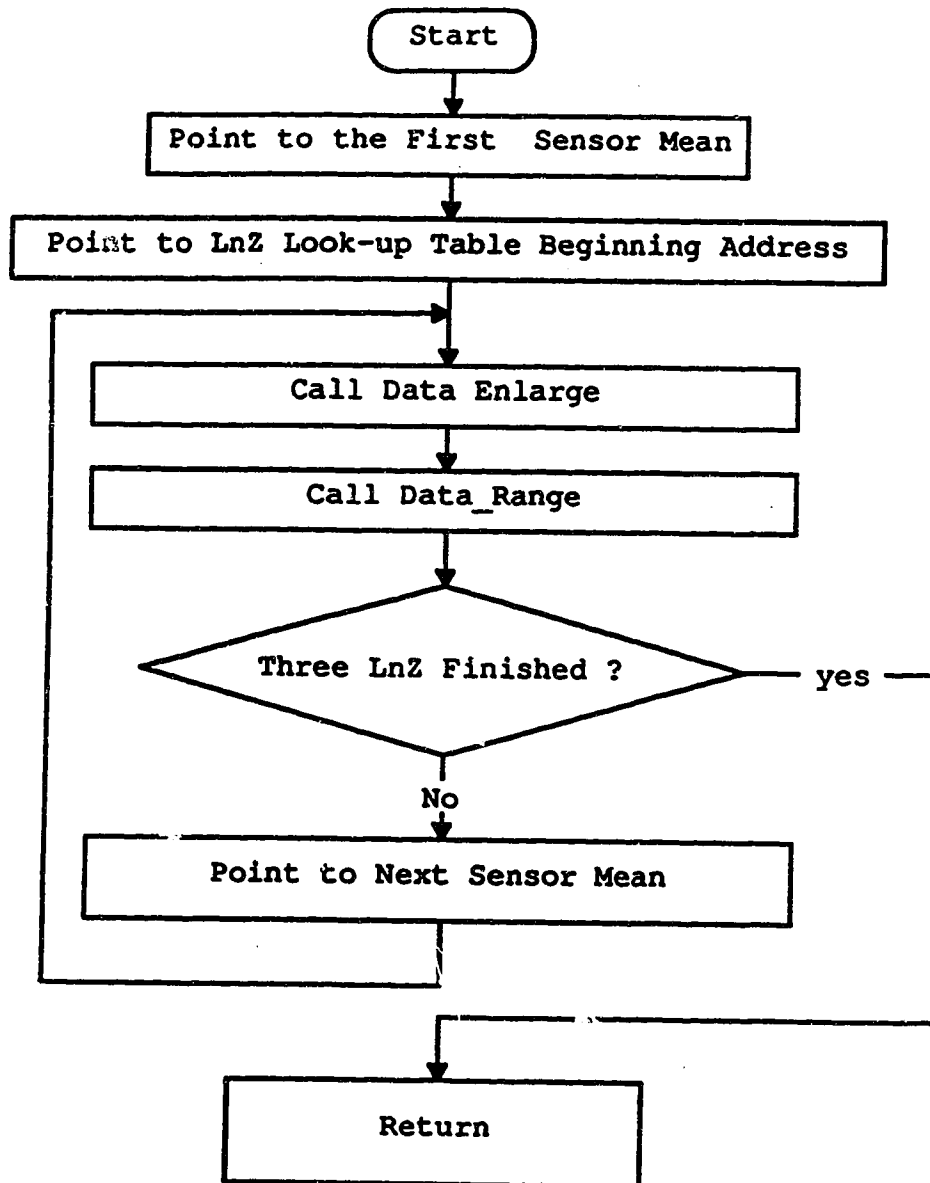 Start
Point to the First Sensor Mean
Point to LnZ Look-up Table Beginning Address
Call Data Enlarge
Call Data_Range
Three LnZ Finished ?
yes
No
Point to Next Sensor Mean
Return